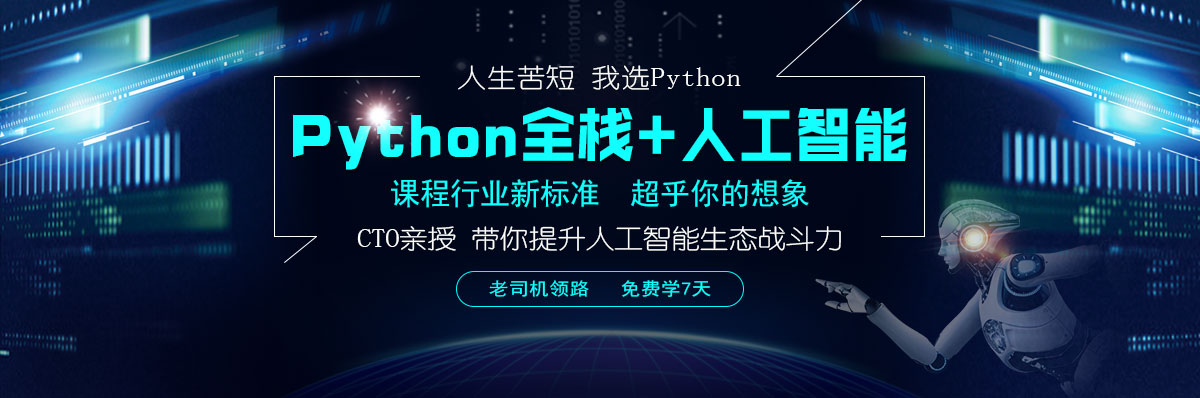 人生苦短 我选Python
Python全栈+人工智能
课程行业新标准 超乎你的想象
CTO亲授 带你提升人工智能生态战斗力
老司机领路 免费学7天